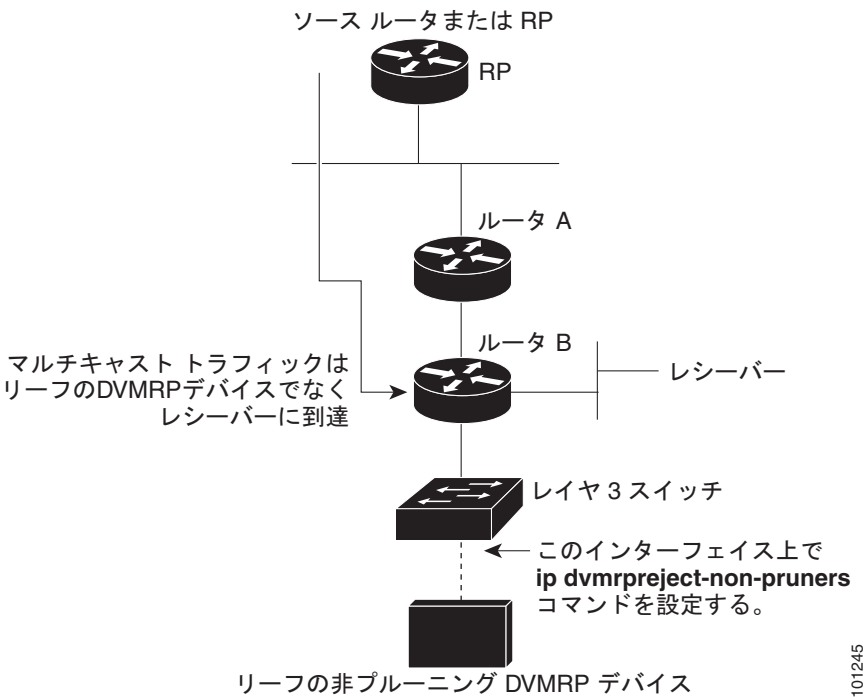 ソース ルータまたは RP
RP
ルータ A
ルータ B
マルチキャスト トラフィックは
リーフのDVMRPデバイスでなく
レシーバーに到達
レシーバー
レイヤ 3 スイッチ
このインターフェイス上で
ip dvmrpreject-non-pruners
コマンドを設定する。
リーフの非プルーニング DVMRP デバイス
101245